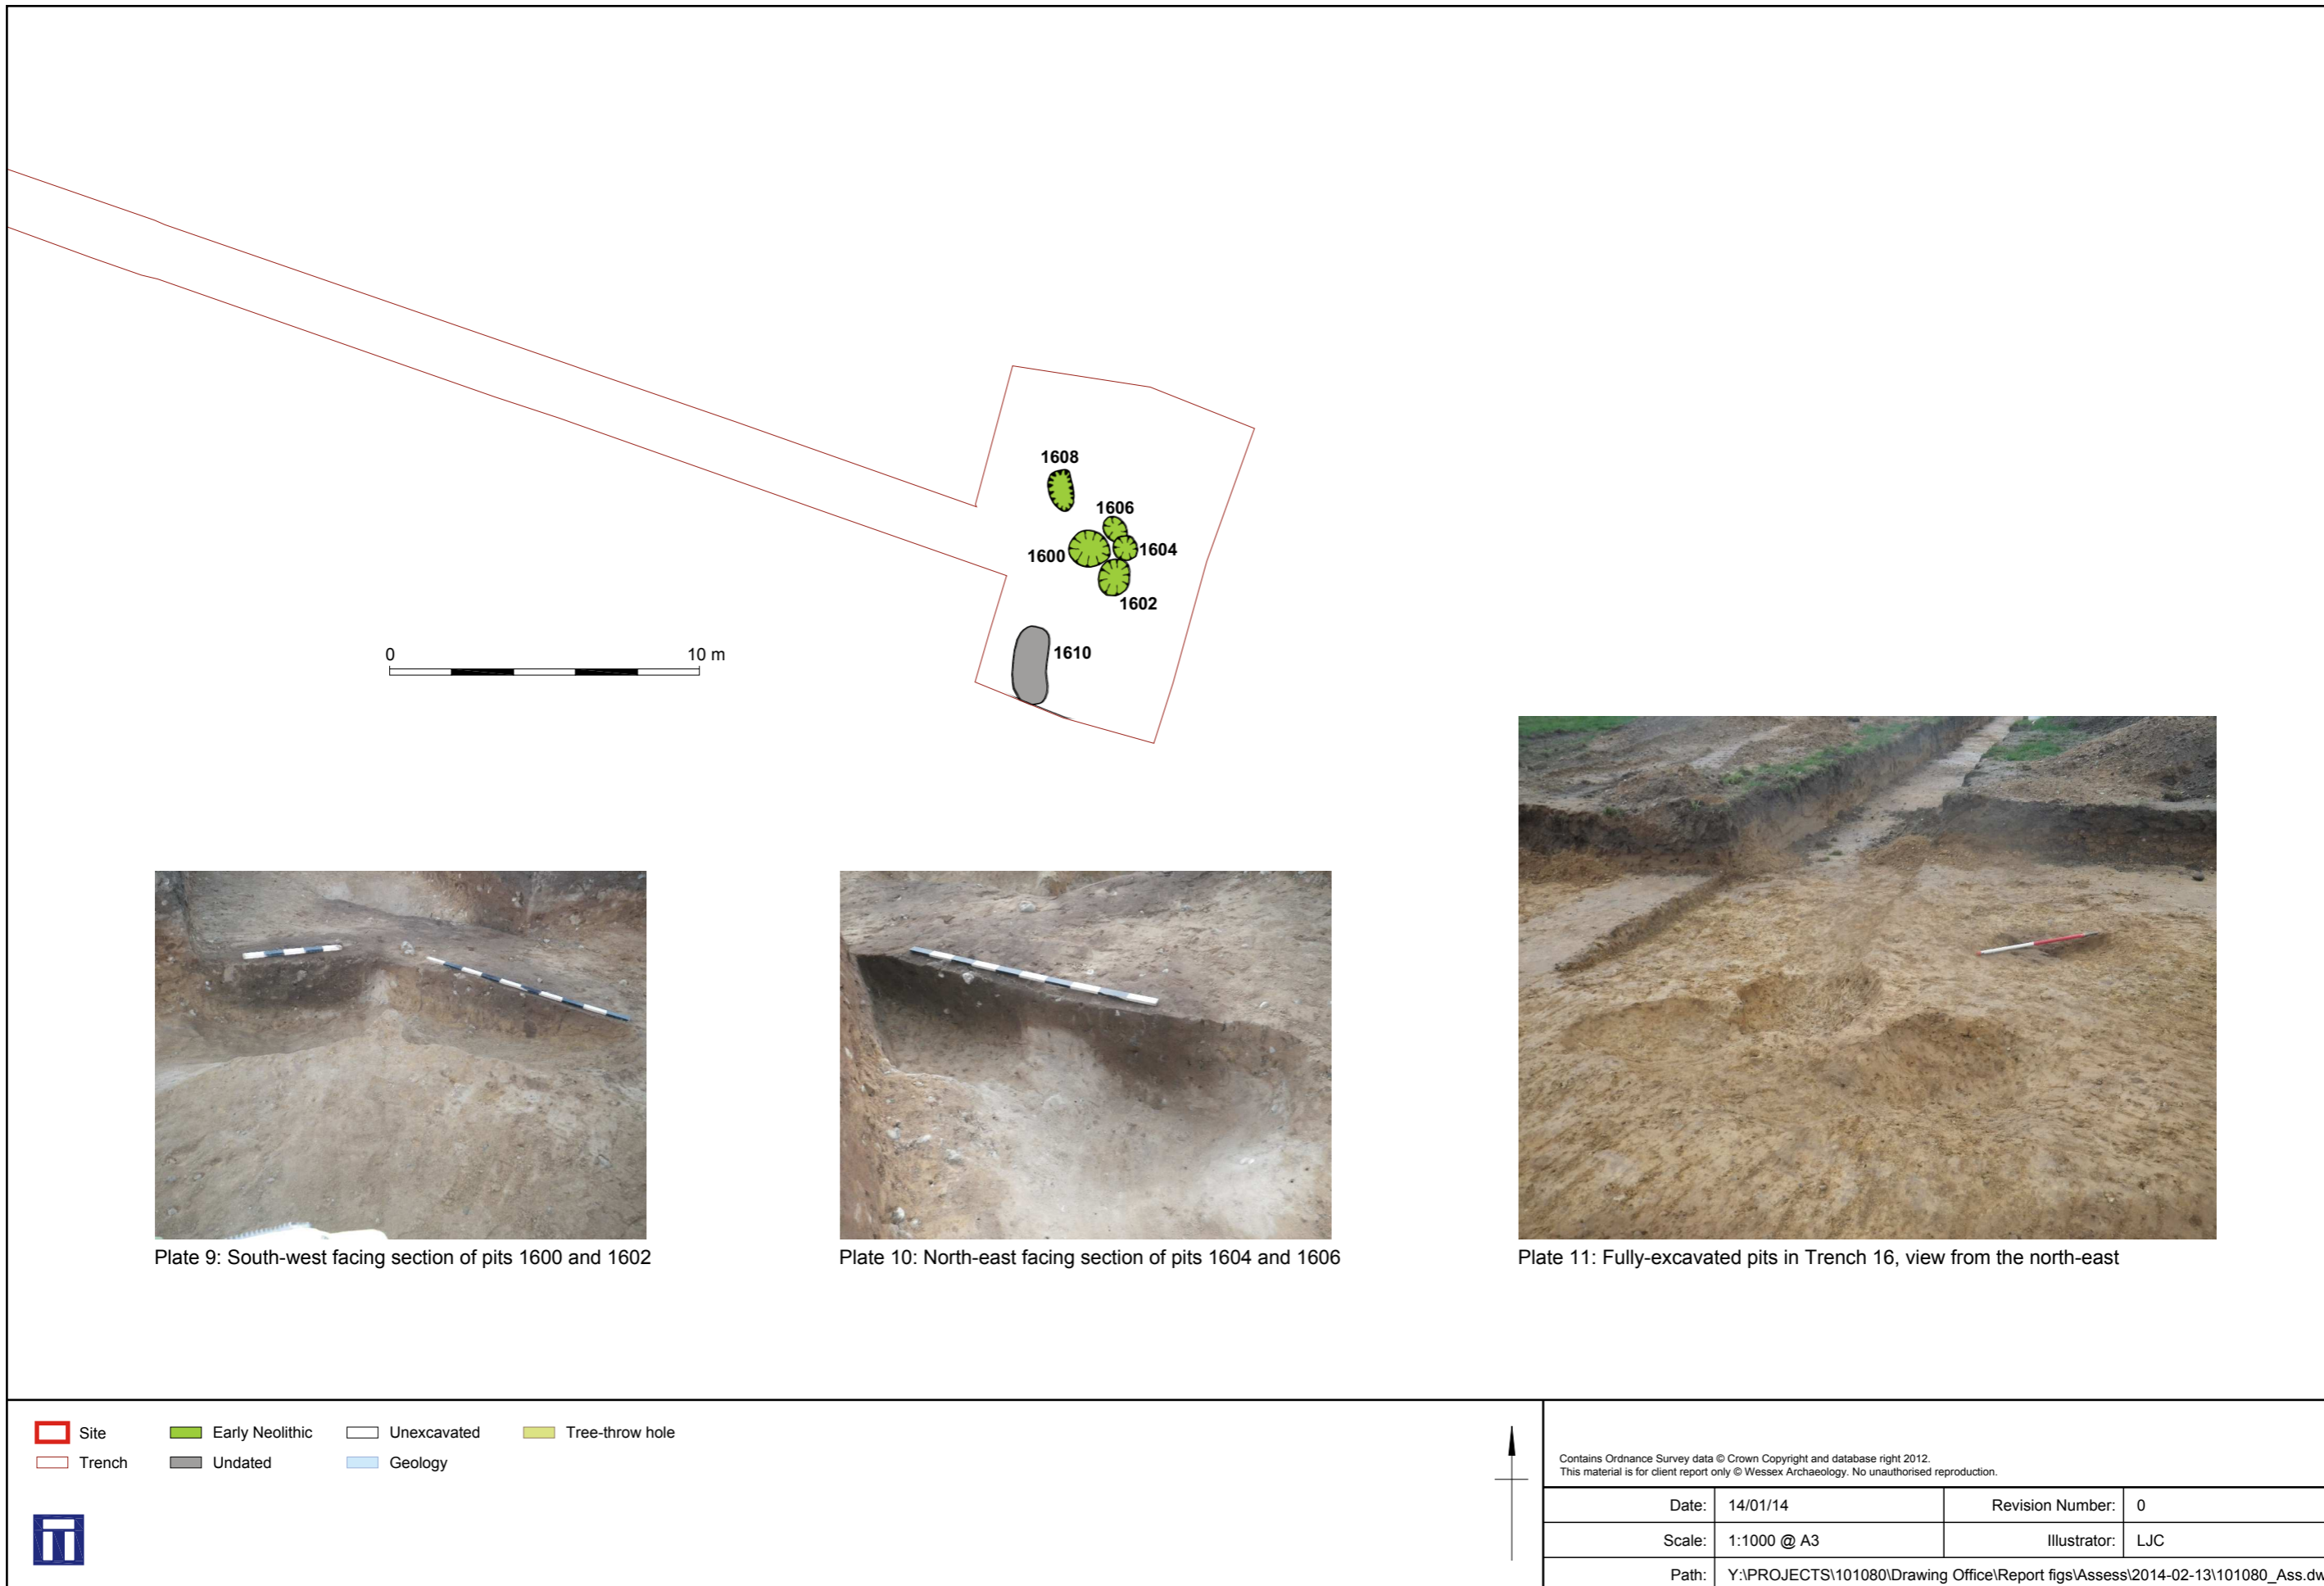 1608
1606
1600
1604
1602
1610
0 10 m
Plate 9: South-west facing section of pits 1600 and 1602
Plate 10: North-east facing section of pits 1604 and 1606
Plate 11: Fully-excavated pits in Trench 16, view from the north-east
Site Early Neolithic Unexcavated Tree-throw hole
Trench Undated Geology
Contains Ordnance Survey data © Crown Copyright and database right 2012.
This material is for client report only © Wessex Archaeology. No unauthorised reproduction.
Date: 14/01/14 Revision Number: 0
Scale: 1:1000 @ A3 Illustrator: LJC
Path: Y:\PROJECTS\101080\Drawing Office\Report figs\Assess\2014-02-13\101080_Ass.dw